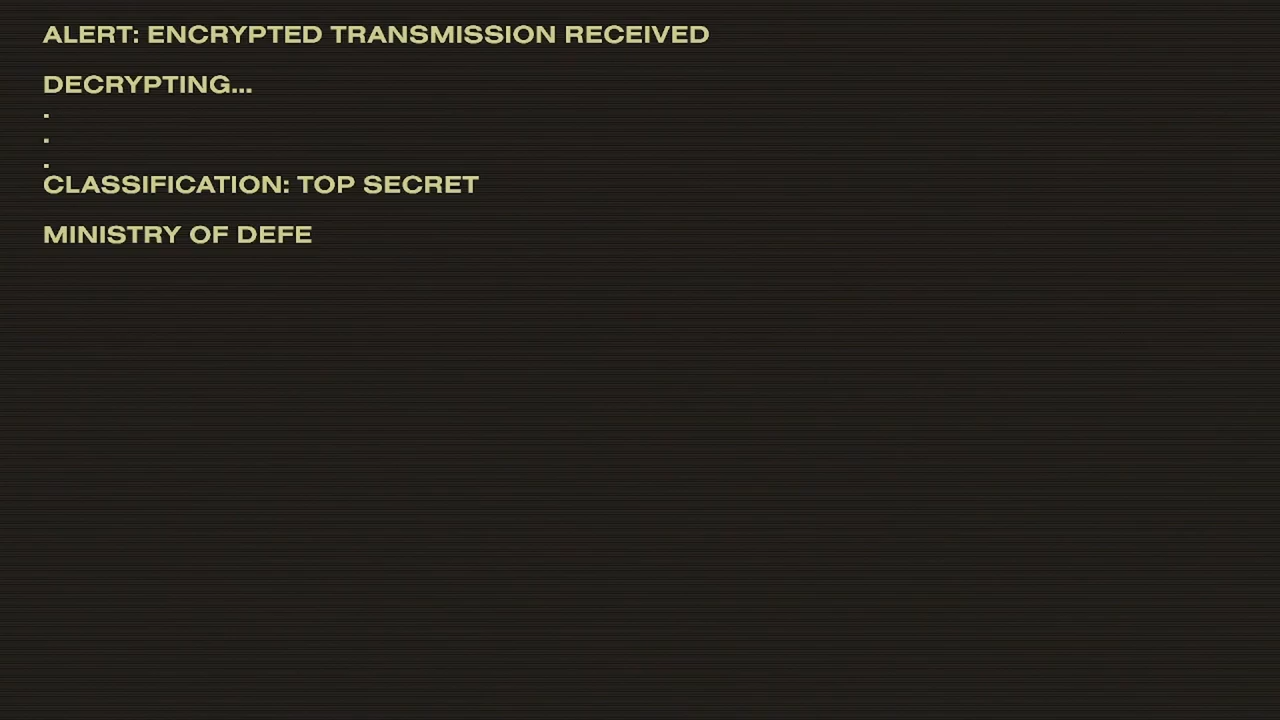 ALERT: ENCRYPTED TRANSMISSION RECEIVED
DECRYPTING...
.
.
.
CLASSIFICATION: TOP SECRET
MINISTRY OF DEFE